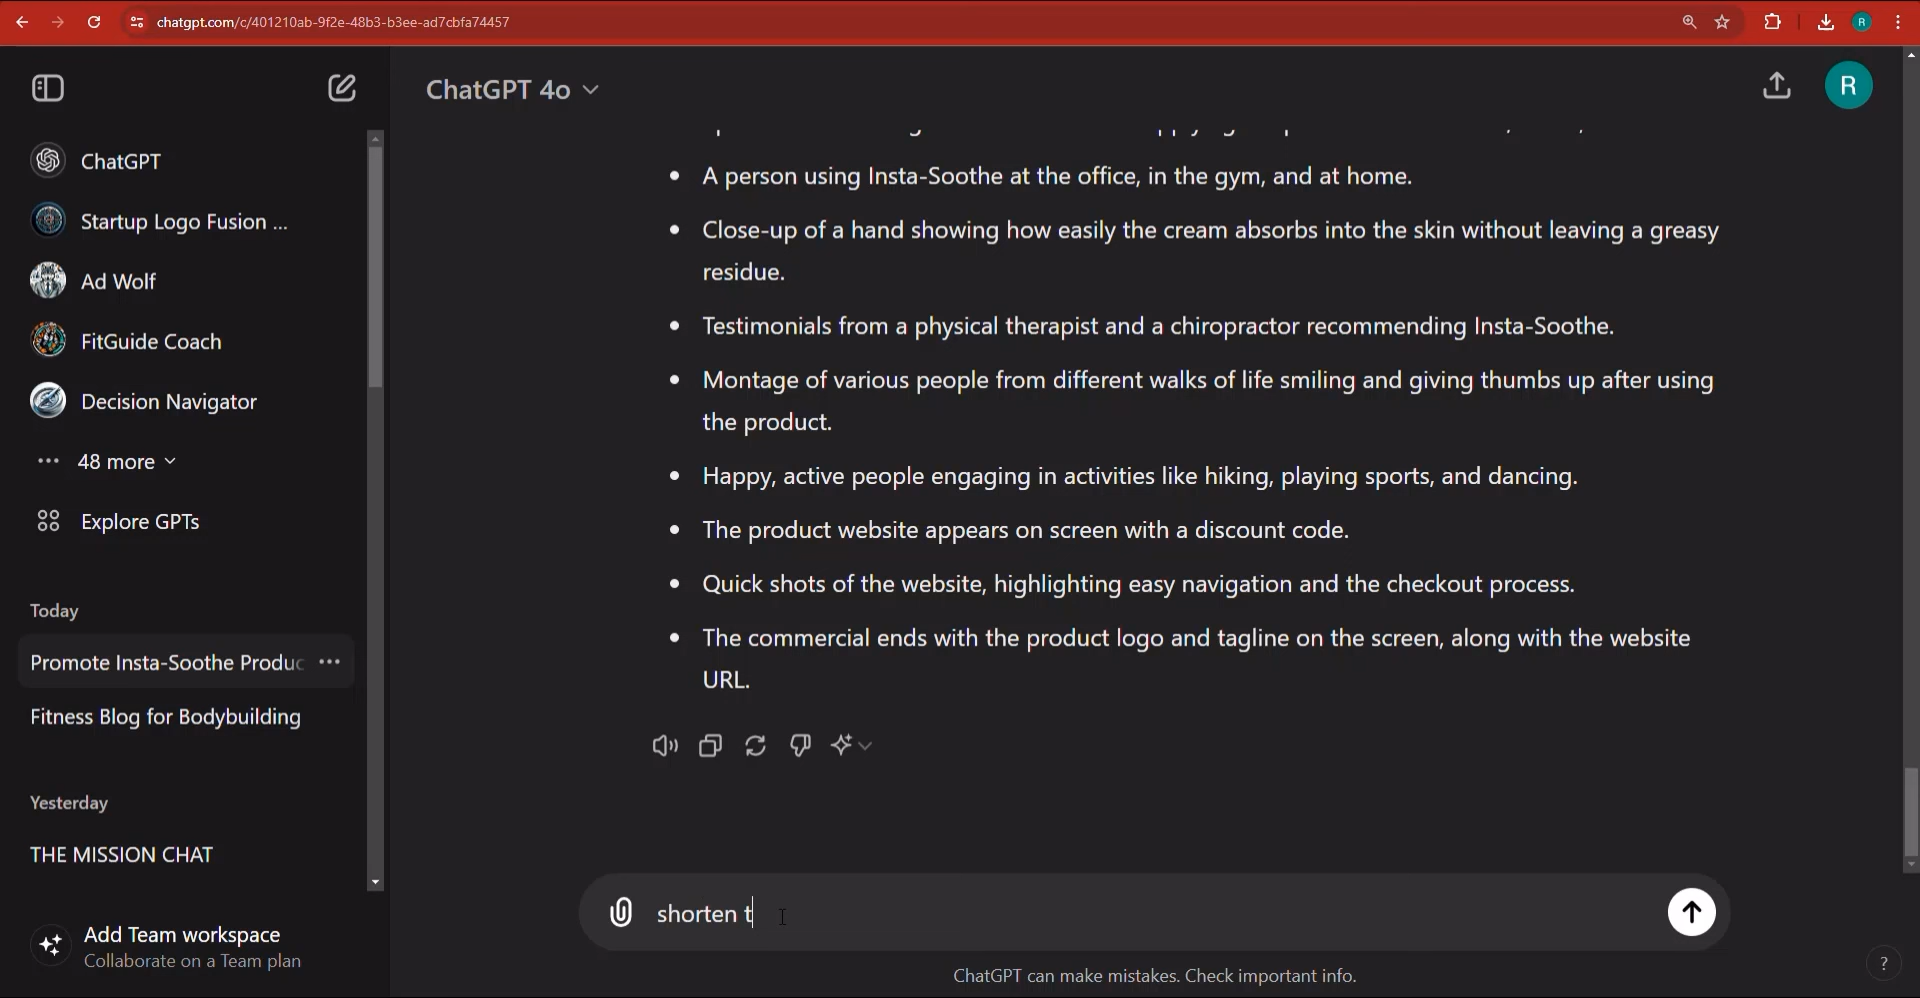 chatgpt.com/c/401210ab-9f2e-48b3-b3ee-ad7cbfa74457
R
ChatGPT 4o
R
ChatGPT
Startup Logo Fusion ...
Ad Wolf
FitGuide Coach
Decision Navigator
48 more
Explore GPTs
Today
Promote Insta-Soothe Produc
Fitness Blog for Bodybuilding
Yesterday
THE MISSION CHAT
Add Team workspace
Collaborate on a Team plan
• A person using Insta-Soothe at the office, in the gym, and at home.
• Close-up of a hand showing how easily the cream absorbs into the skin without leaving a greasy
residue.
• Testimonials from a physical therapist and a chiropractor recommending Insta-Soothe.
• Montage of various people from different walks of life smiling and giving thumbs up after using
the product.
• Happy, active people engaging in activities like hiking, playing sports, and dancing.
• The product website appears on screen with a discount code.
• Quick shots of the website, highlighting easy navigation and the checkout process.
• The commercial ends with the product logo and tagline on the screen, along with the website
URL.
shorten t
ChatGPT can make mistakes. Check important info.
?